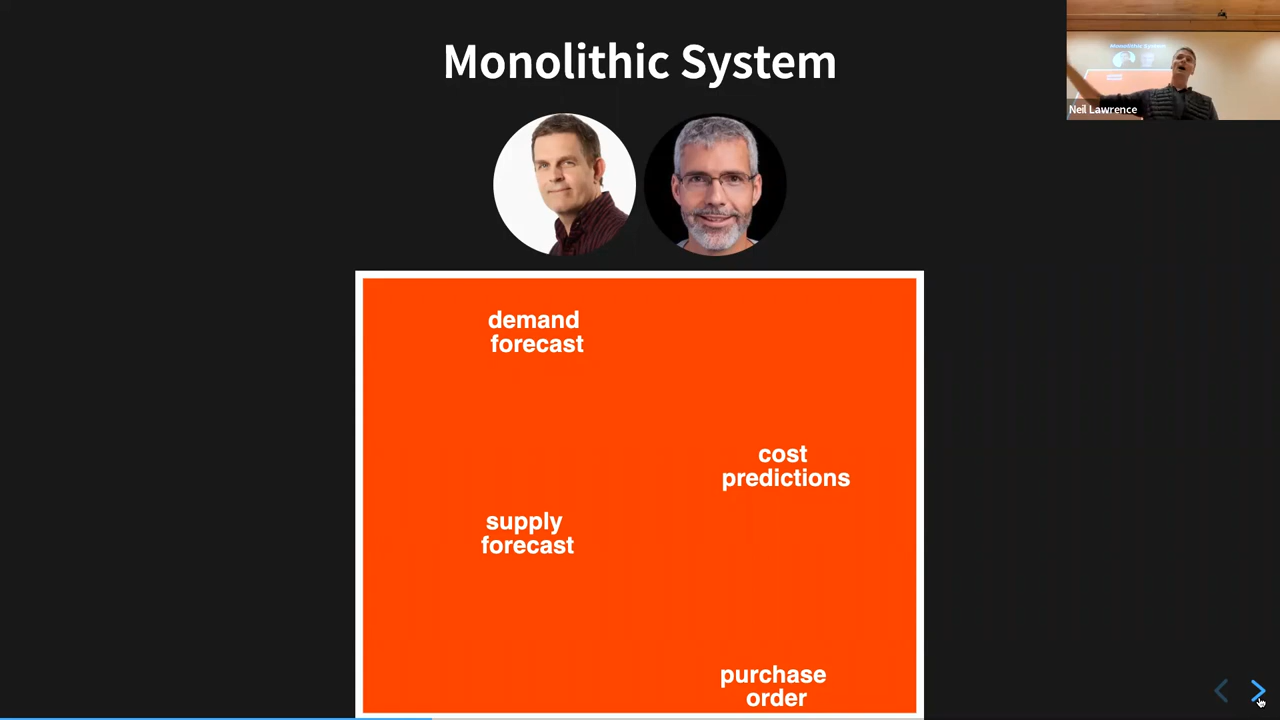 Monolithic System
Neil Lawrence
demand
forecast
cost
predictions
supply
forecast
purchase
order